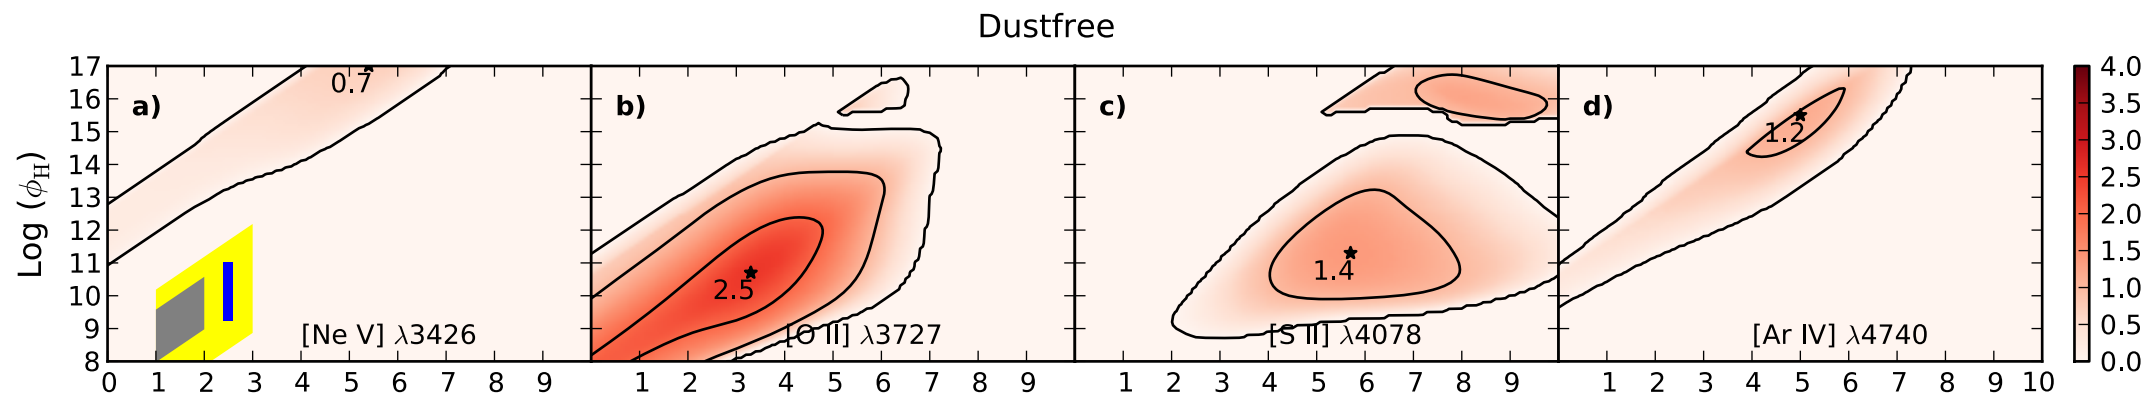 Dustfree
Log (ϕH)
17
16
15
14
13
12
11
10
9
8
a)
0.7
[Ne V] λ3426
b)
2.5
[O II] λ3727
c)
1.4
[S II] λ4078
d)
1.2
[Ar IV] λ4740
0 1 2 3 4 5 6 7 8 9
1 2 3 4 5 6 7 8 9
1 2 3 4 5 6 7 8 9
1 2 3 4 5 6 7 8 9 10
4.0
3.5
3.0
2.5
2.0
1.5
1.0
0.5
0.0